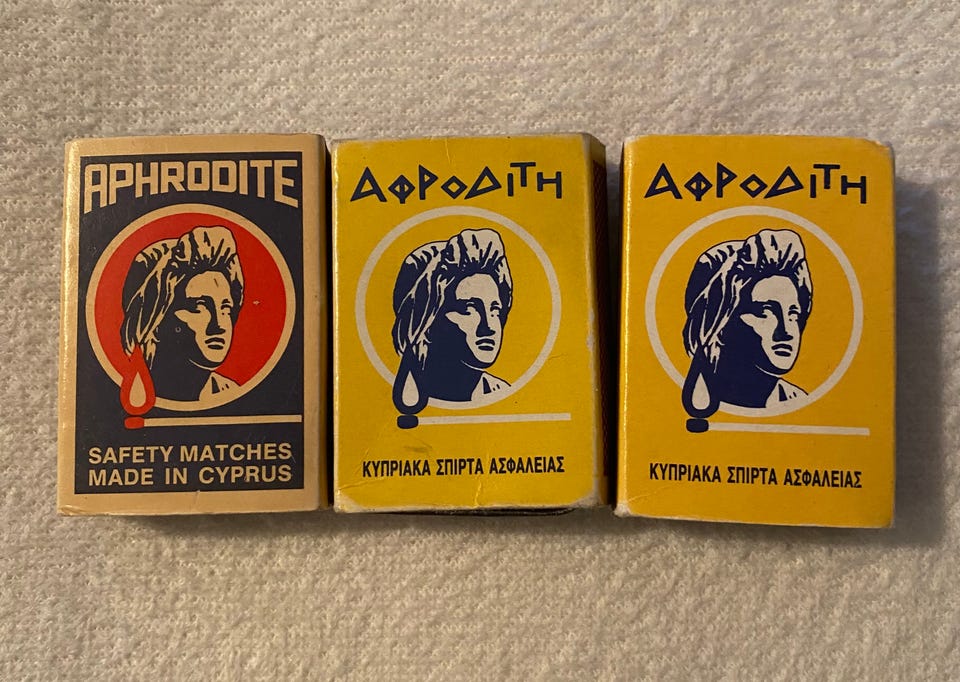 APHRODITE
SAFETY MATCHES
MADE IN CYPRUS
ΑΦΡΟΔΙΤΗ
ΚΥΠΡΙΑΚΑ ΣΠΙΡΤΑ ΑΣΦΑΛΕΙΑΣ
ΑΦΡΟΔΙΤΗ
ΚΥΠΡΙΑΚΑ ΣΠΙΡΤΑ ΑΣΦΑΛΕΙΑΣ